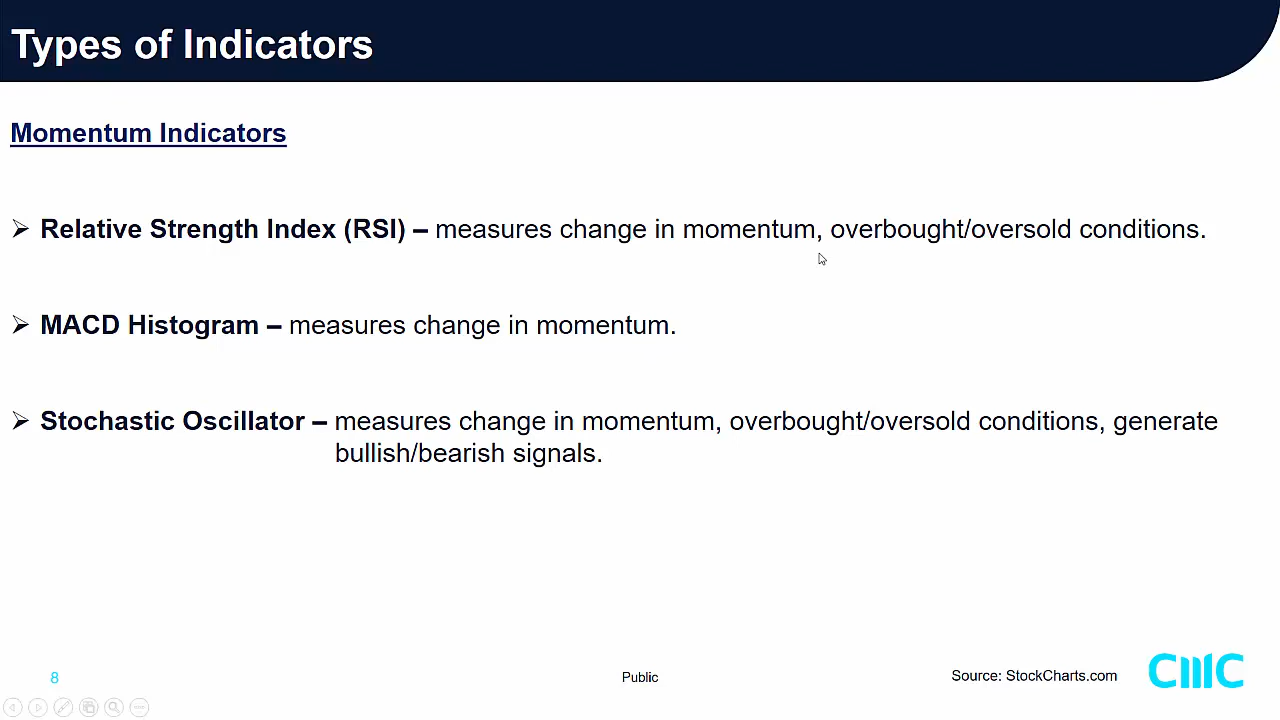 Types of Indicators
Momentum Indicators
➢ Relative Strength Index (RSI) – measures change in momentum, overbought/oversold conditions.
➢ MACD Histogram – measures change in momentum.
➢ Stochastic Oscillator – measures change in momentum, overbought/oversold conditions, generate
bullish/bearish signals.
8
Public
Source: StockCharts.com
CMC